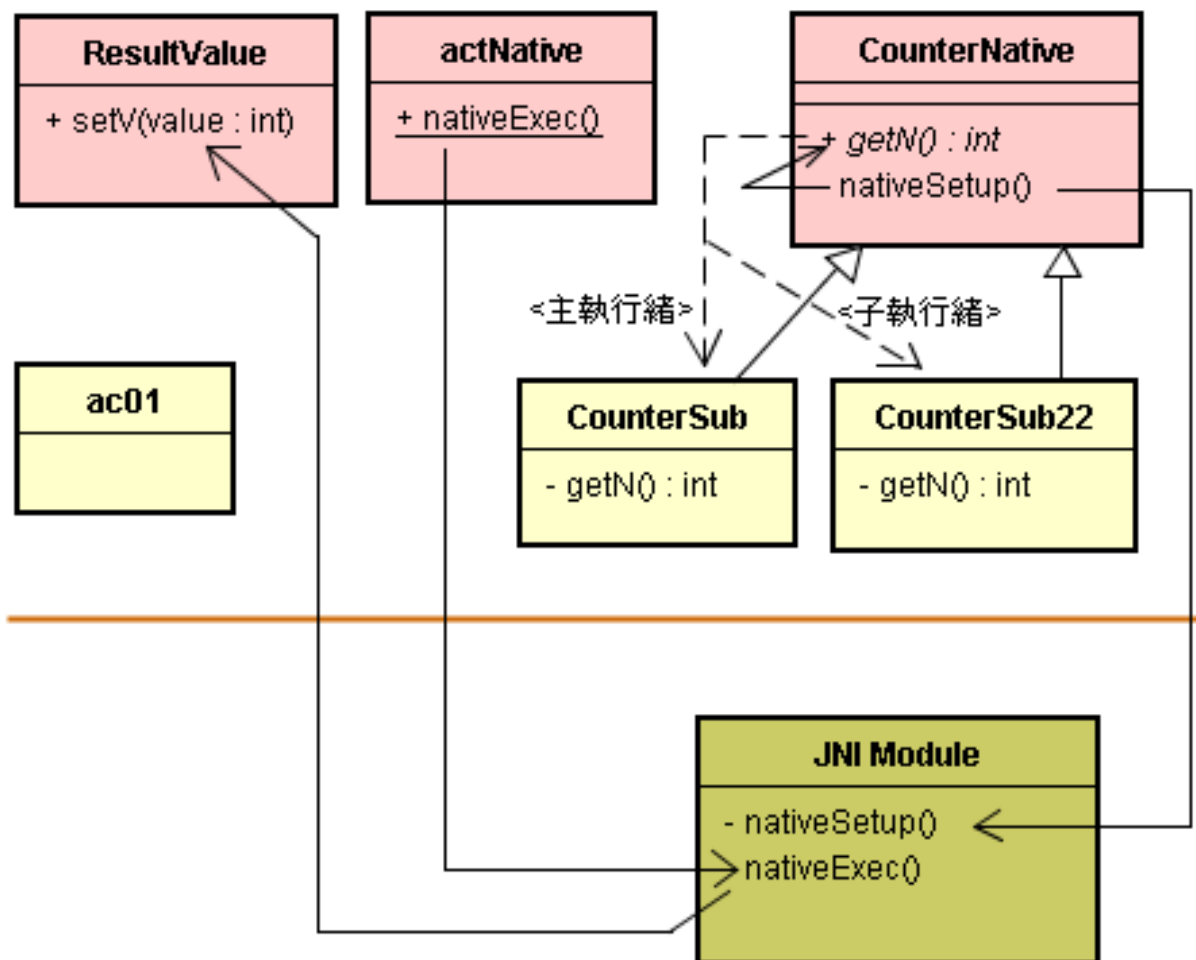 ResultValue
+ setV(value : int)
actNative
+ nativeExec()
CounterNative
+ getN() : int
nativeSetup()
<主執行緒>
<子執行緒>
ac01
CounterSub
- getN() : int
CounterSub22
- getN() : int
JNI Module
- nativeSetup()
nativeExec()